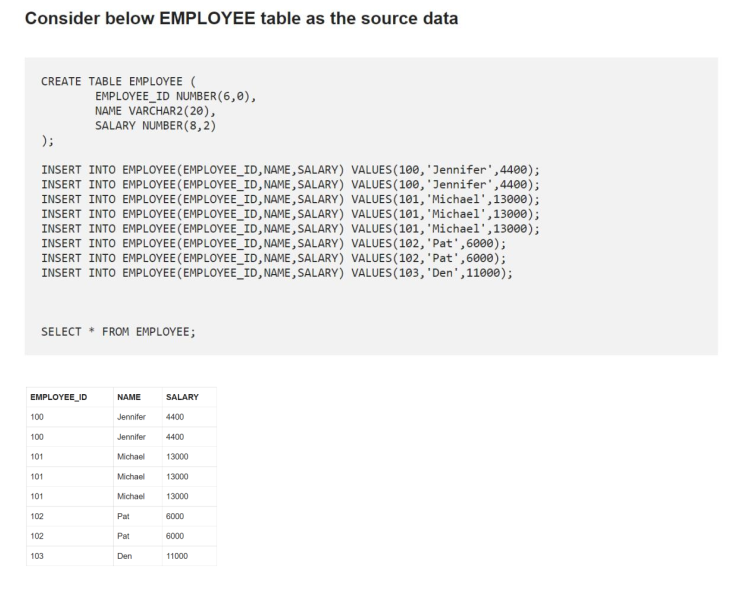 Consider below EMPLOYEE table as the source data
CREATE TABLE EMPLOYEE (
EMPLOYEE_ID NUMBER(6,0),
NAME VARCHAR2(20),
SALARY NUMBER(8,2)
);
INSERT INTO EMPLOYEE(EMPLOYEE_ID,NAME,SALARY) VALUES(100,'Jennifer',4400);
INSERT INTO EMPLOYEE(EMPLOYEE_ID,NAME,SALARY) VALUES(100,'Jennifer',4400);
INSERT INTO EMPLOYEE(EMPLOYEE_ID,NAME,SALARY) VALUES(101,'Michael',13000);
INSERT INTO EMPLOYEE(EMPLOYEE_ID,NAME,SALARY) VALUES(101,'Michael',13000);
INSERT INTO EMPLOYEE(EMPLOYEE_ID,NAME,SALARY) VALUES(101,'Michael',13000);
INSERT INTO EMPLOYEE(EMPLOYEE_ID,NAME,SALARY) VALUES(102,'Pat',6000);
INSERT INTO EMPLOYEE(EMPLOYEE_ID,NAME,SALARY) VALUES(102,'Pat',6000);
INSERT INTO EMPLOYEE(EMPLOYEE_ID,NAME,SALARY) VALUES(103,'Den',11000);
SELECT * FROM EMPLOYEE;
EMPLOYEE_ID NAME SALARY
100 Jennifer 4400
100 Jennifer 4400
101 Michael 13000
101 Michael 13000
101 Michael 13000
102 Pat 6000
102 Pat 6000
103 Den 11000